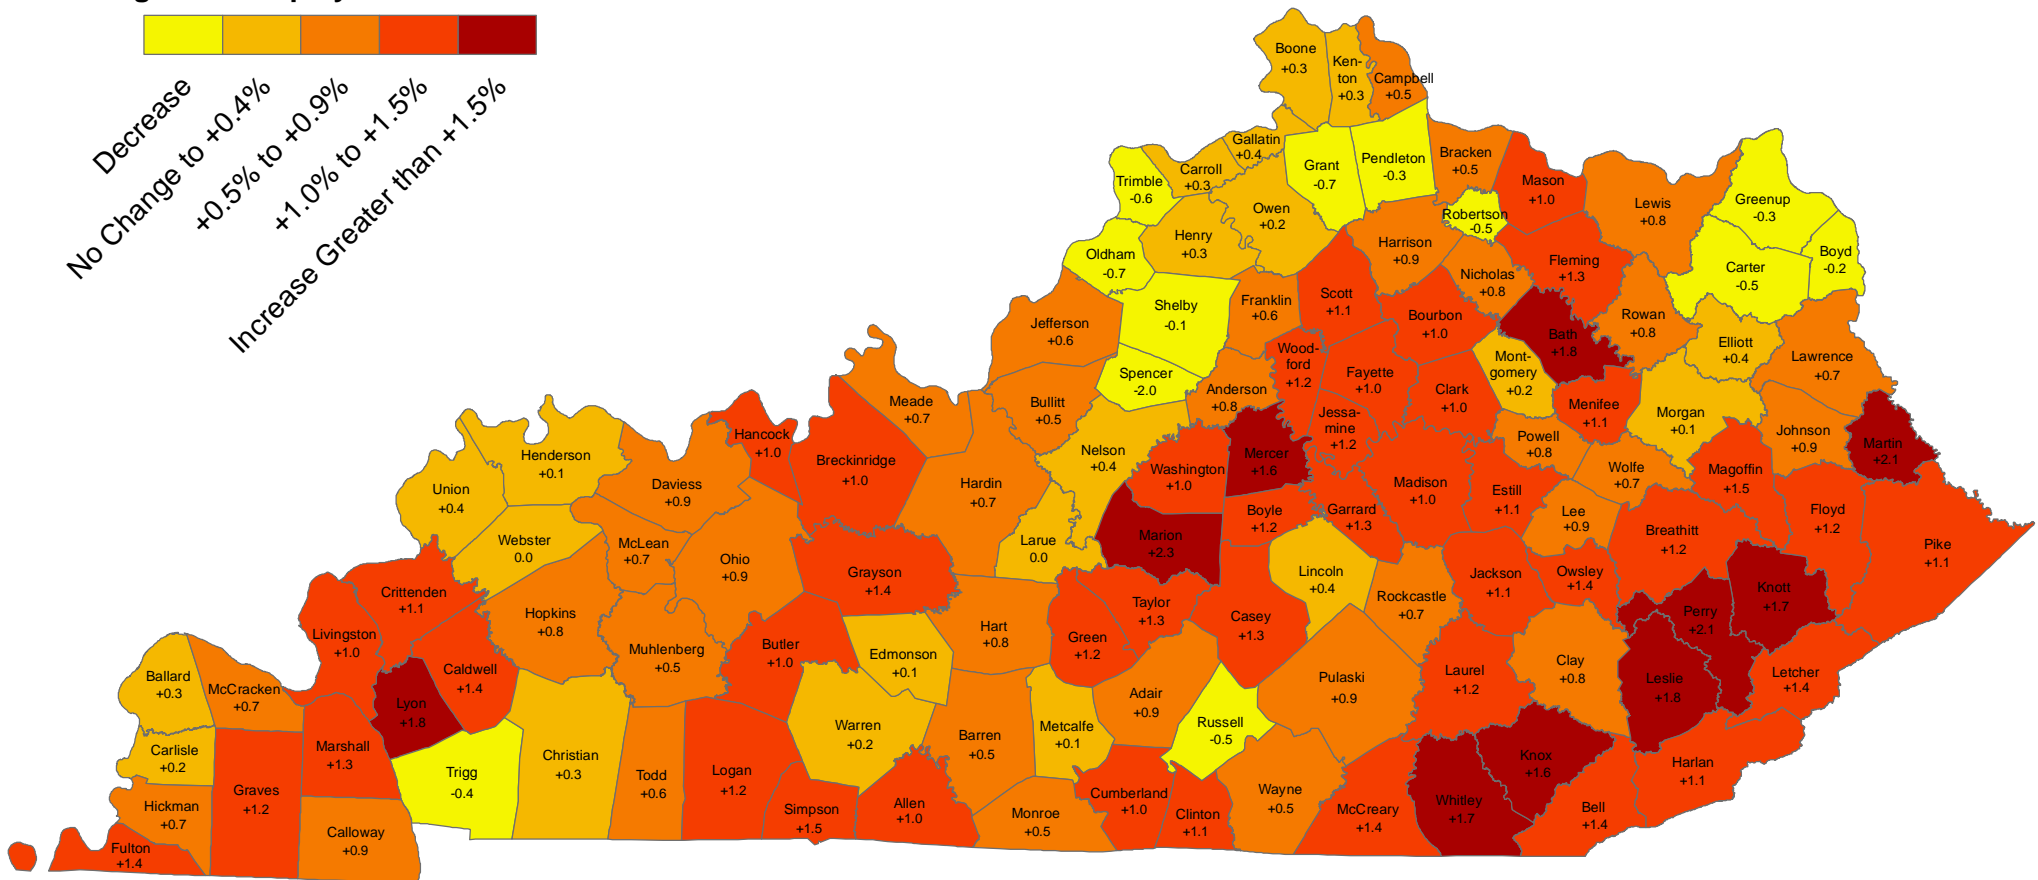 Decrease
No Change to +0.4%
+0.5% to +0.9%
+1.0% to +1.5%
Increase Greater than +1.5%
Boone
+0.3
Ken-
ton
+0.3
Campbell
+0.5
Gallatin
+0.4
Carroll
+0.3
Trimble
-0.6
Grant
-0.7
Pendleton
-0.3
Bracken
+0.5
Mason
+1.0
Robertson
-0.5
Lewis
+0.8
Greenup
-0.3
Boyd
-0.2
Carter
-0.5
Owen
+0.2
Henry
+0.3
Oldham
-0.7
Harrison
+0.9
Nicholas
+0.8
Fleming
+1.3
Shelby
-0.1
Franklin
+0.6
Scott
+1.1
Bourbon
+1.0
Bath
+1.8
Rowan
+0.8
Elliott
+0.4
Lawrence
+0.7
Jefferson
+0.6
Spencer
-2.0
Anderson
+0.8
Wood-
ford
+1.2
Fayette
+1.0
Clark
+1.0
Mont-
gomery
+0.2
Menifee
+1.1
Morgan
+0.1
Johnson
+0.9
Martin
+2.1
Meade
+0.7
Bullitt
+0.5
Nelson
+0.4
Washington
+1.0
Mercer
+1.6
Jessa-
mine
+1.2
Powell
+0.8
Wolfe
+0.7
Magoffin
+1.5
Hancock
+1.0
Breckinridge
+1.0
Henderson
+0.1
Union
+0.4
Daviess
+0.9
Hardin
+0.7
Boyle
+1.2
Garrard
+1.3
Madison
+1.0
Estill
+1.1
Lee
+0.9
Breathitt
+1.2
Floyd
+1.2
Pike
+1.1
Webster
0.0
McLean
+0.7
Ohio
+0.9
Grayson
+1.4
Larue
0.0
Marion
+2.3
Lincoln
+0.4
Rockcastle
+0.7
Jackson
+1.1
Owsley
+1.4
Perry
+2.1
Knott
+1.7
Crittenden
+1.1
Livingston
+1.0
Hopkins
+0.8
Muhlenberg
+0.5
Butler
+1.0
Edmonson
+0.1
Hart
+0.8
Green
+1.2
Taylor
+1.3
Casey
+1.3
Pulaski
+0.9
Laurel
+1.2
Clay
+0.8
Leslie
+1.8
Letcher
+1.4
Ballard
+0.3
McCracken
+0.7
Lyon
+1.8
Caldwell
+1.4
Warren
+0.2
Barren
+0.5
Metcalfe
+0.1
Adair
+0.9
Russell
-0.5
Carlisle
+0.2
Marshall
+1.3
Trigg
-0.4
Christian
+0.3
Todd
+0.6
Logan
+1.2
Simpson
+1.5
Allen
+1.0
Monroe
+0.5
Cumberland
+1.0
Clinton
+1.1
Wayne
+0.5
McCreary
+1.4
Whitley
+1.7
Knox
+1.6
Bell
+1.4
Harlan
+1.1
Hickman
+0.7
Graves
+1.2
Calloway
+0.9
Fulton
+1.4